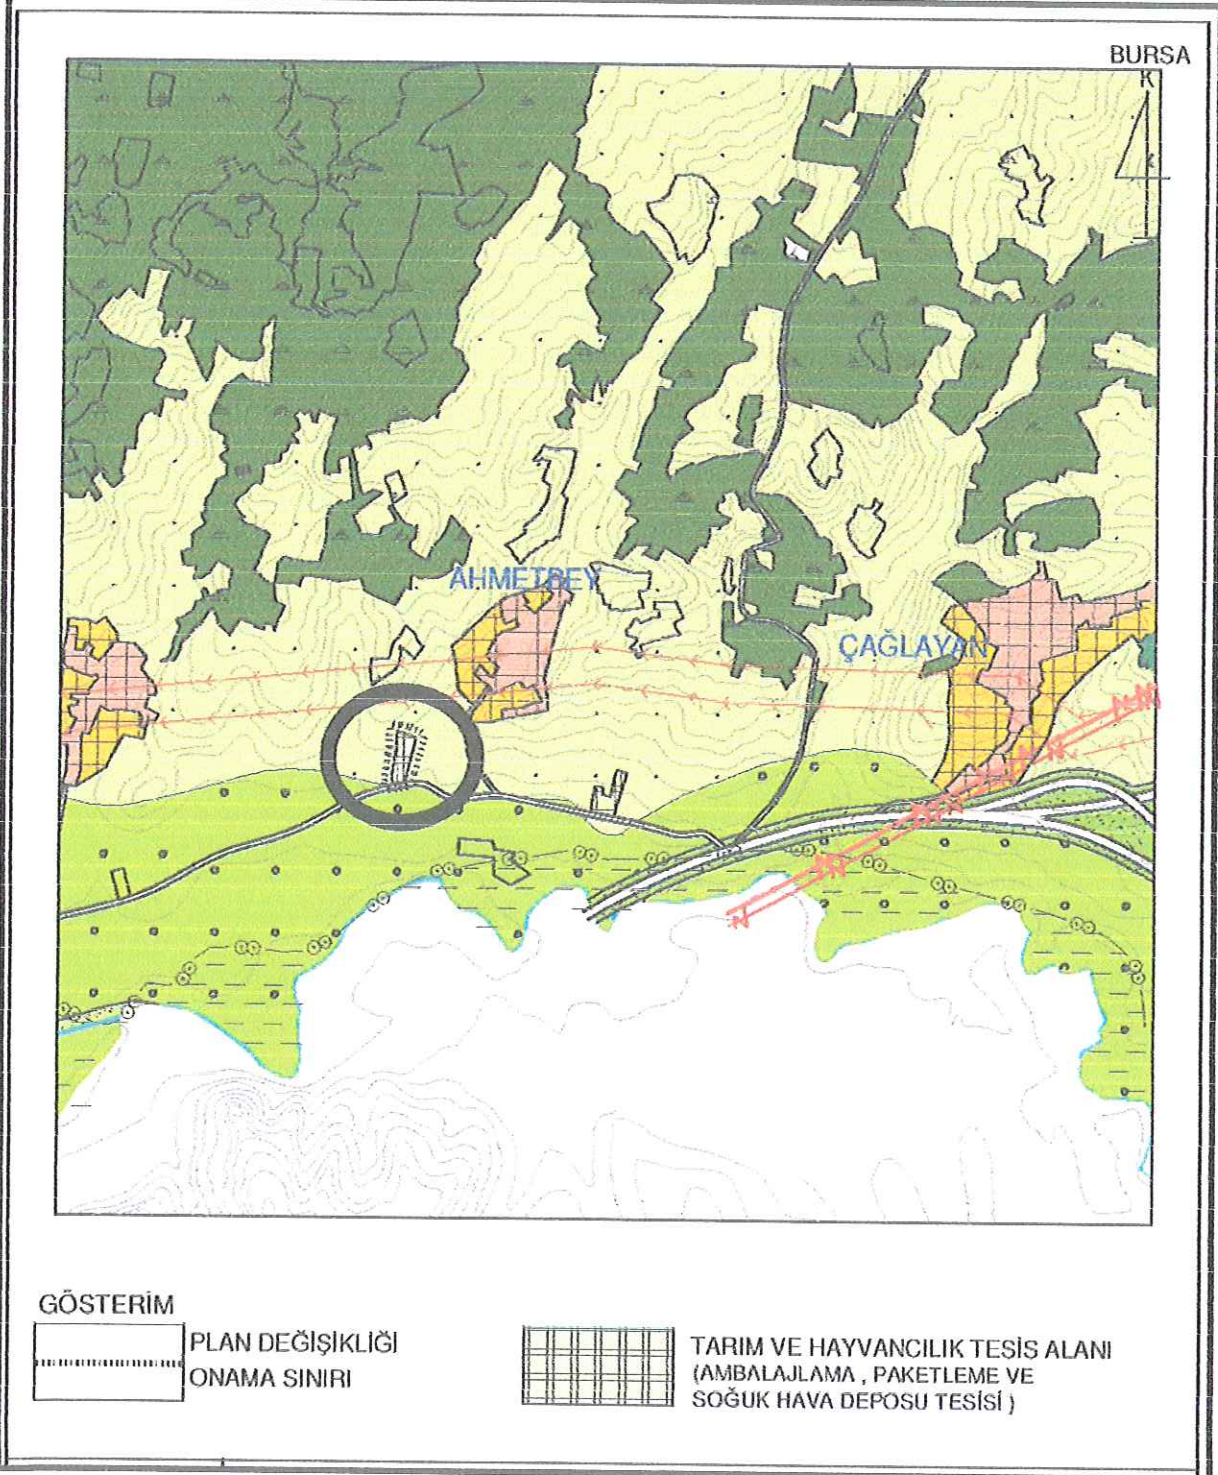 BURSA
K
AHMETBEY
ÇAĞLAYAN
GÖSTERİM
PLAN DEĞİŞİKLİĞİ
ONAMA SINIRI
TARIM VE HAYVANCILIK TESİS ALANI
(AMBALAJLAMA , PAKETLEME VE
SOĞUK HAVA DEPOSU TESİSİ )